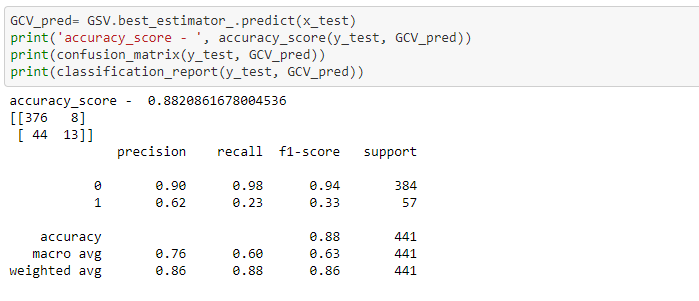 GCV_pred= GSV.best_estimator_.predict(x_test)
print('accuracy_score - ', accuracy_score(y_test, GCV_pred))
print(confusion_matrix(y_test, GCV_pred))
print(classification_report(y_test, GCV_pred))
accuracy_score -  0.8820861678004536
[[376   8]
 [ 44  13]]
              precision    recall  f1-score   support
           0       0.90      0.98      0.94       384
           1       0.62      0.23      0.33        57
    accuracy                           0.88       441
   macro avg       0.76      0.60      0.63       441
weighted avg       0.86      0.88      0.86       441